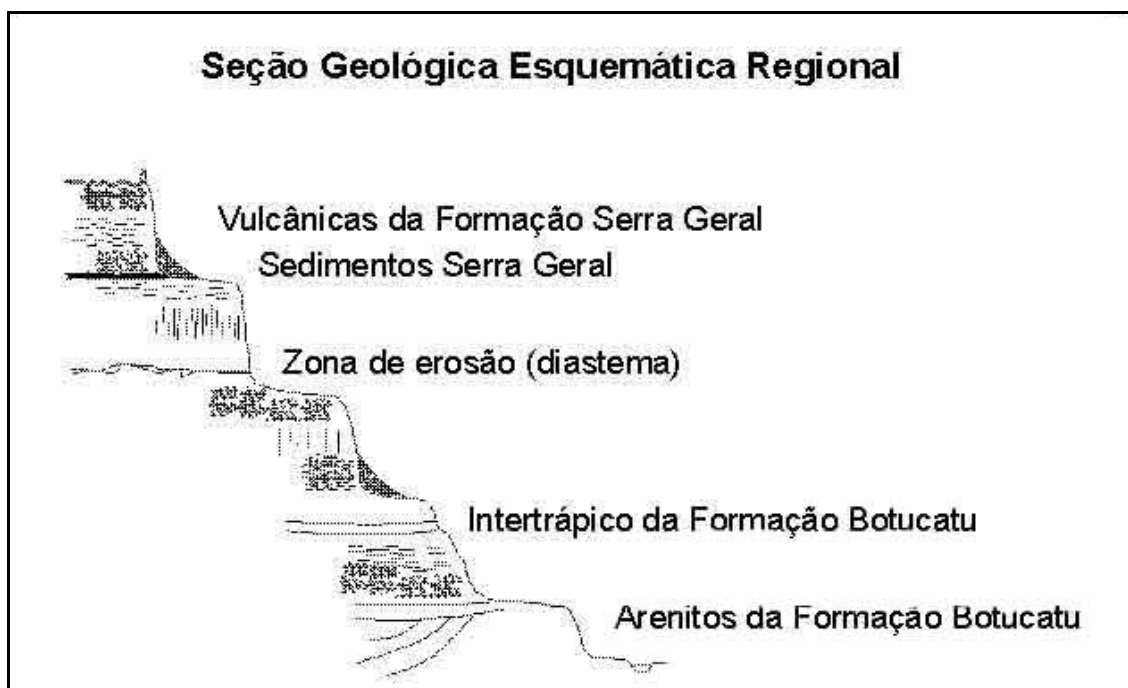 Seção Geológica Esquemática Regional
Vulcânicas da Formação Serra Geral
Sedimentos Serra Geral
Zona de erosão (diastema)
Intertrápico da Formação Botucatu
Arenitos da Formação Botucatu